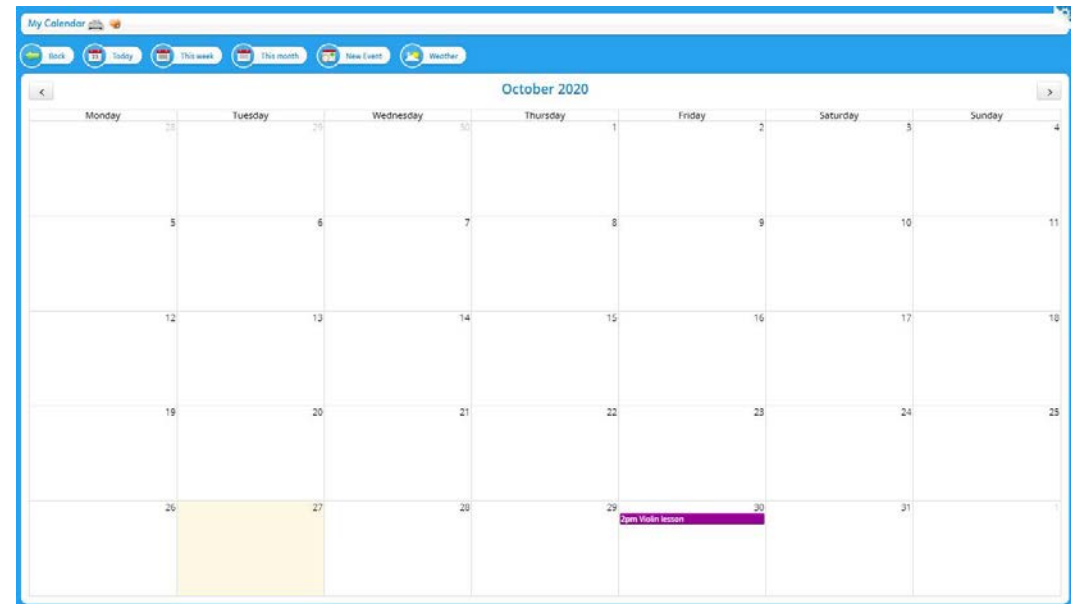 My Calendar
Back Today This week This month New Event Weather
< October 2020 >
Monday Tuesday Wednesday Thursday Friday Saturday Sunday
28 29 30 1 2 3 4
5 6 7 8 9 10 11
12 13 14 15 16 17 18
19 20 21 22 23 24 25
26 27 28 29 30 31 1
2pm Violin lesson